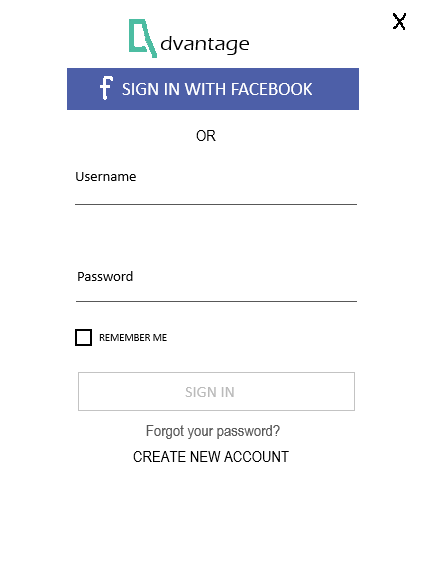 X
dvantage
f SIGN IN WITH FACEBOOK
OR
Username
Password
REMEMBER ME
SIGN IN
Forgot your password?
CREATE NEW ACCOUNT